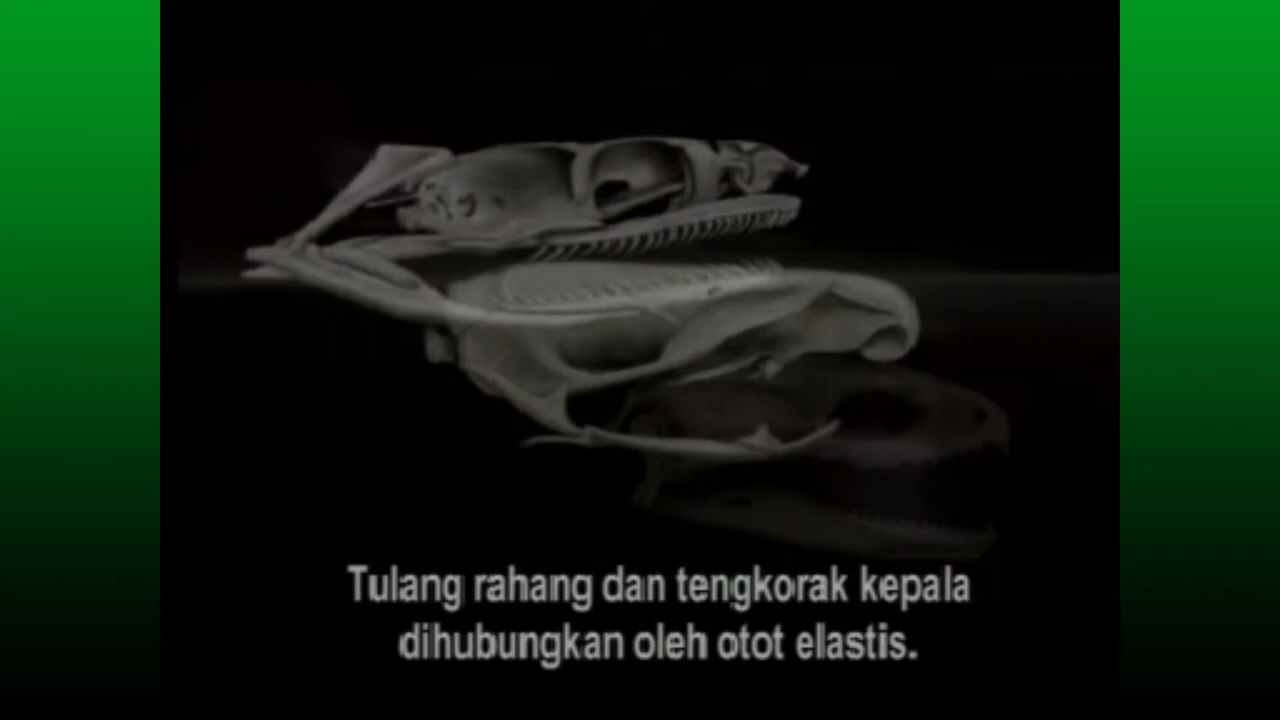 Tulang rahang dan tengkorak kepala
dihubungkan oleh otot elastis.